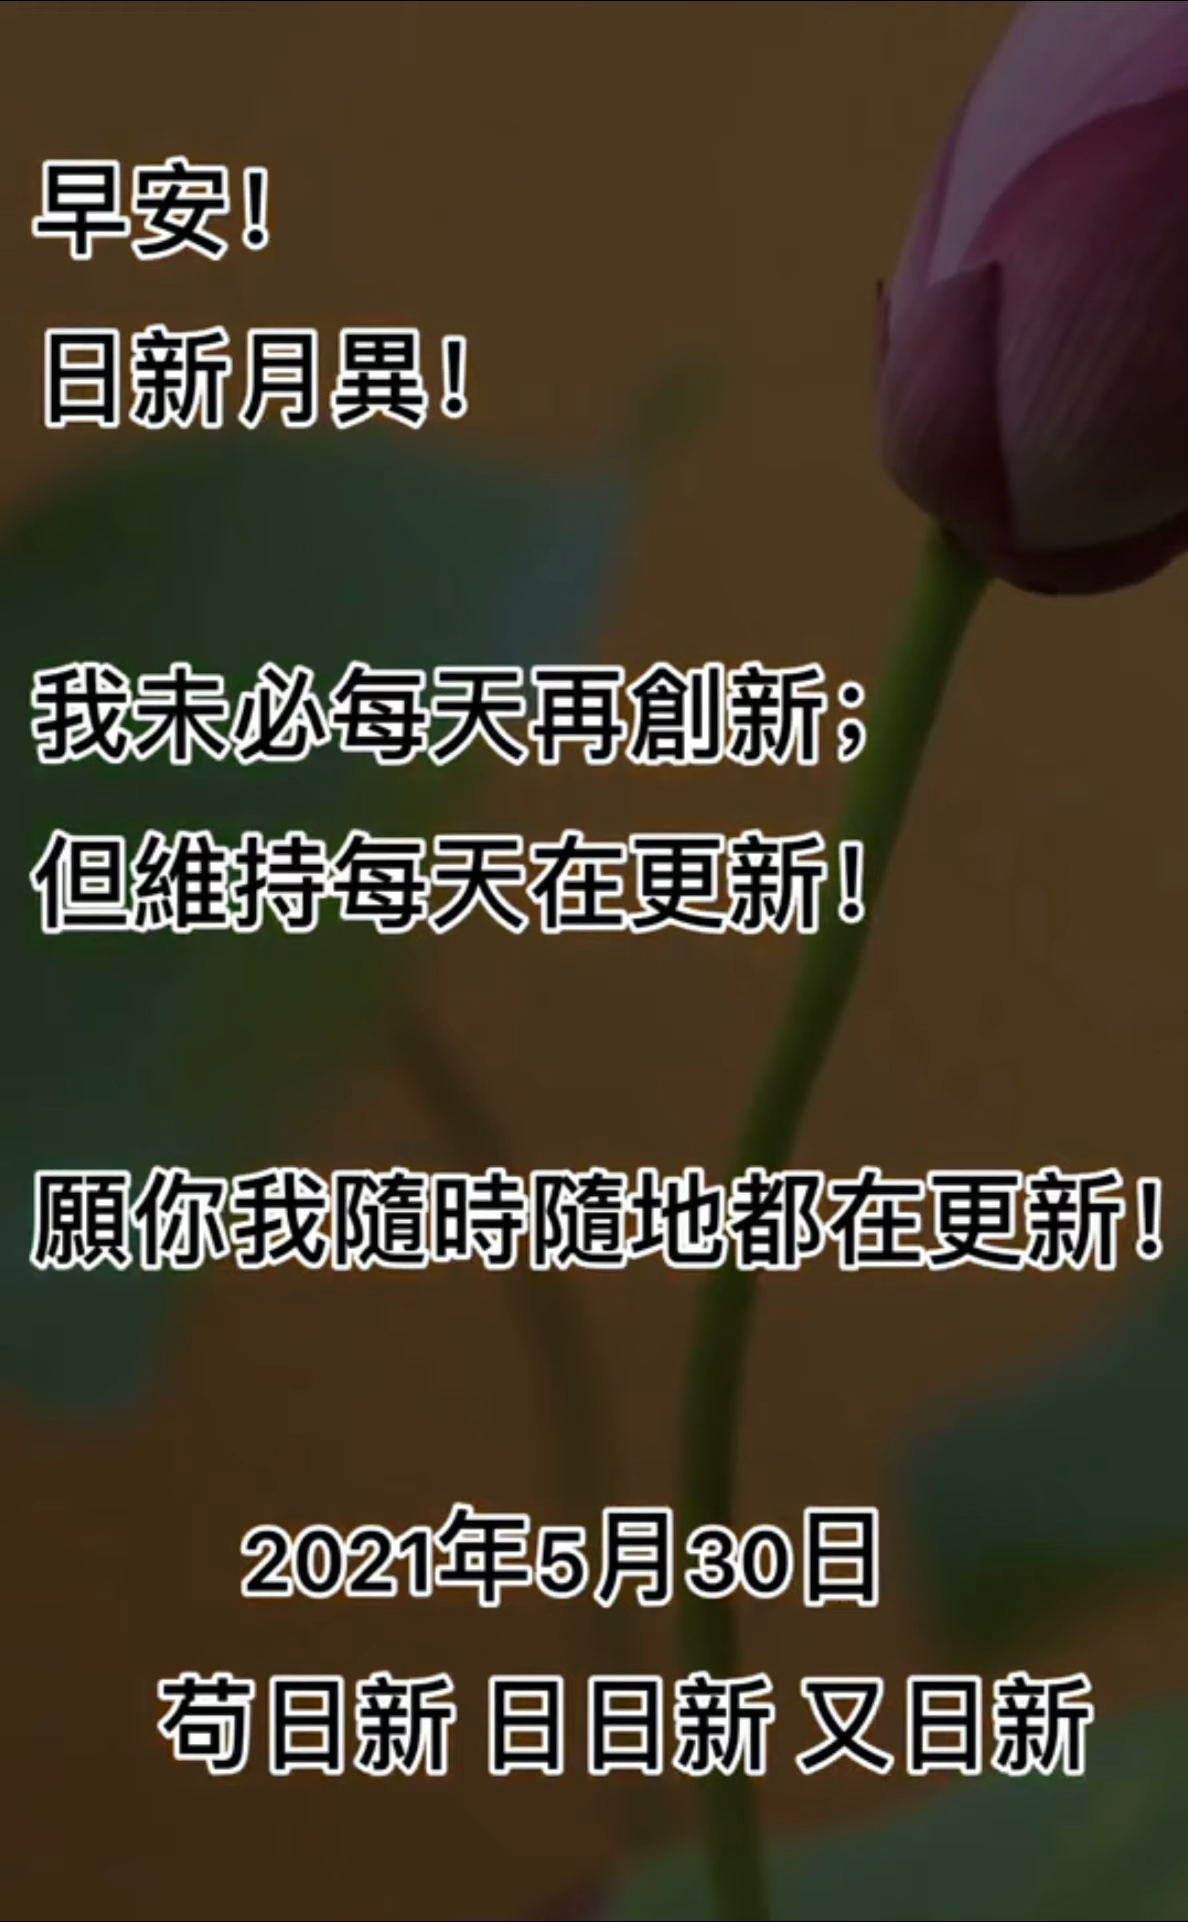 早安！
日新月異！
我未必每天再創新；
但維持每天在更新！
願你我隨時隨地都在更新！
2021年5月30日
苟日新 日日新 又日新